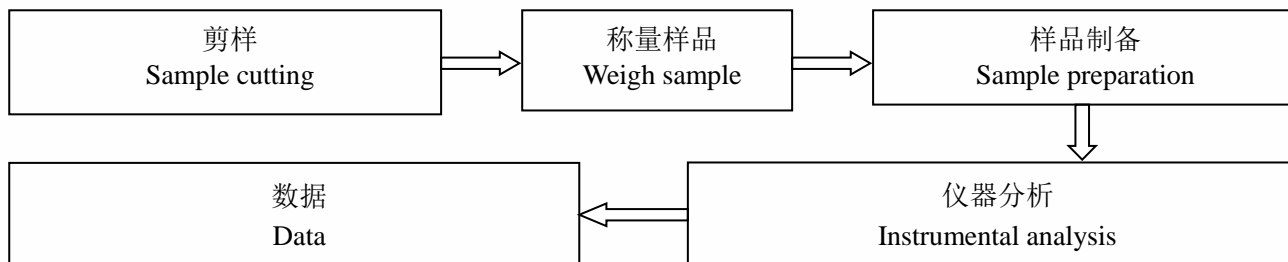 剪样
Sample cutting
称量样品
Weigh sample
样品制备
Sample preparation
仪器分析
Instrumental analysis
数据
Data